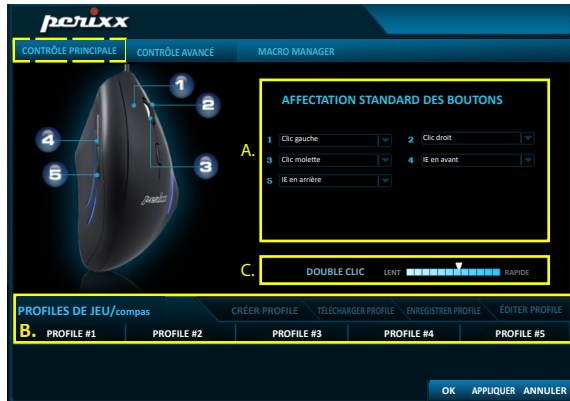 perixx
CONTRÔLE PRINCIPALE CONTRÔLE AVANCÉ MACRO MANAGER
1
2
3
4
5
perixx
A.
AFFECTATION STANDARD DES BOUTONS
1 Clic gauche 2 Clic droit
3 Clic molette 4 IE en avant
5 IE en arrière
C.
DOUBLE CLIC LENT RAPIDE
PROFILES DE JEU/compas CRÉER PROFILE TÉLÉCHARGER PROFILE ENREGISTRER PROFILE ÉDITER PROFILE
B. PROFILE #1 PROFILE #2 PROFILE #3 PROFILE #4 PROFILE #5
OK APPLIQUER ANNULER